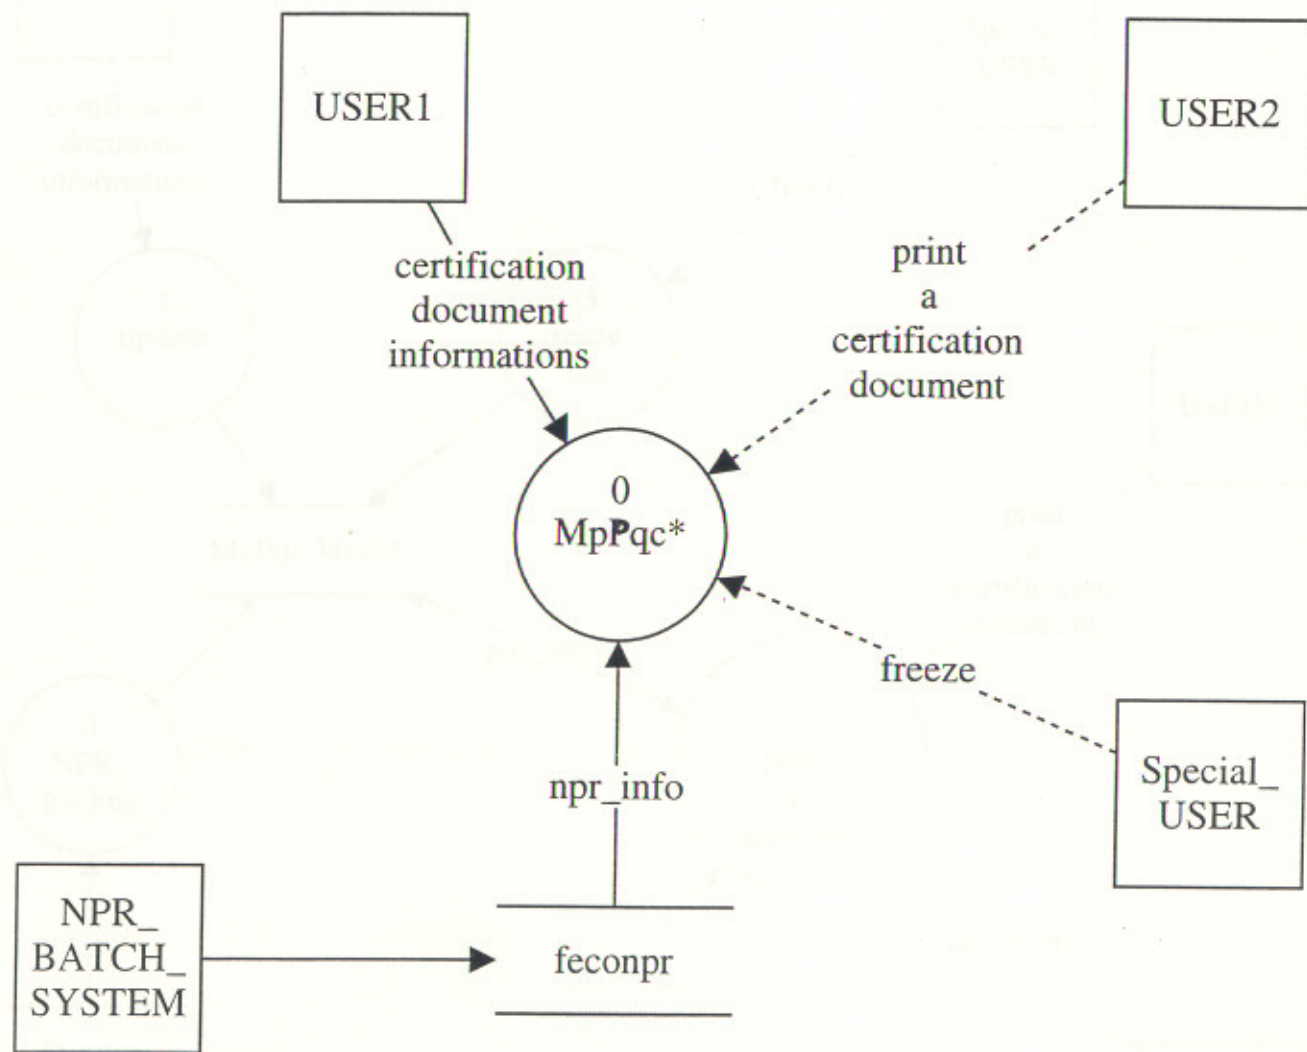 USER1
USER2
certification
document
informations
print
a
certification
document
0
MpPqc*
freeze
Special_
USER
npr_info
NPR_
BATCH_
SYSTEM
feconpr